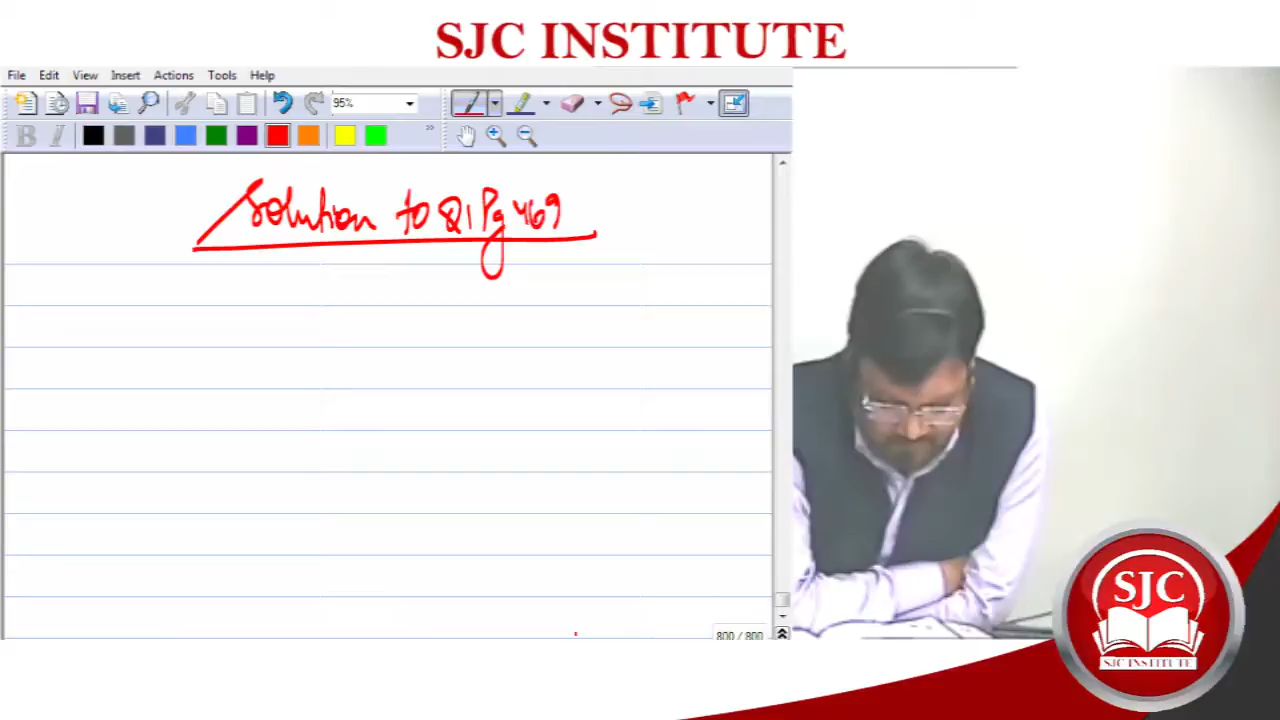 SJC INSTITUTE
File Edit View Insert Actions Tools Help
95%
B I
Solution to Q1 Pg 469
800 / 800
SJC
SJC INSTITUTE